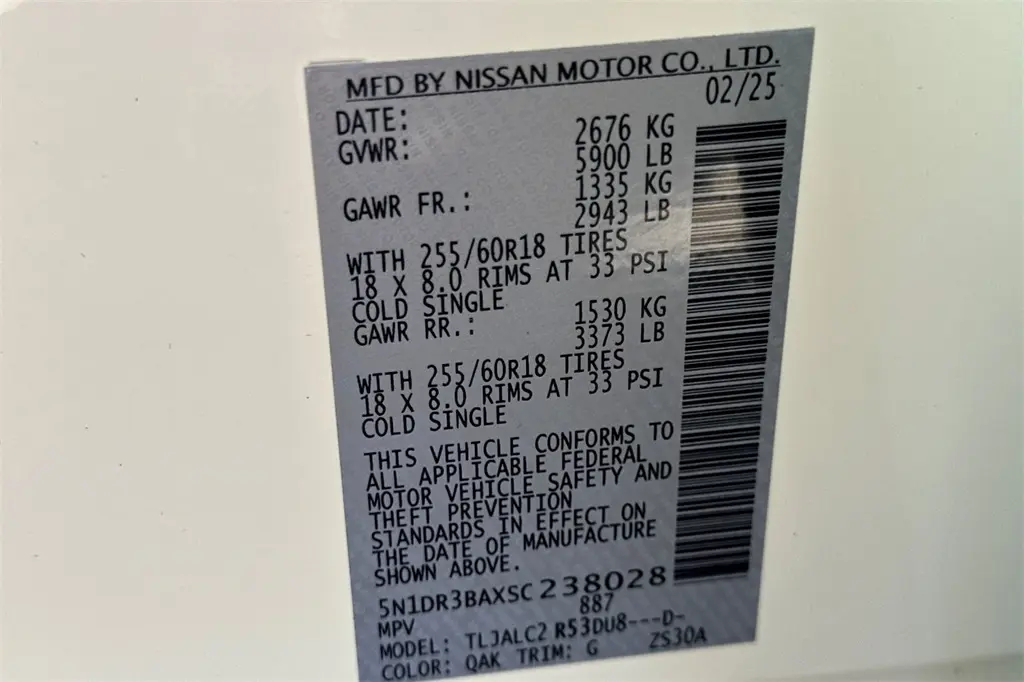 MFD BY NISSAN MOTOR CO., LTD.
DATE: 02/25
GVWR: 2676 KG
5900 LB
GAWR FR.: 1335 KG
2943 LB
WITH 255/60R18 TIRES
18 X 8.0 RIMS AT 33 PSI
COLD SINGLE
GAWR RR.: 1530 KG
3373 LB
WITH 255/60R18 TIRES
18 X 8.0 RIMS AT 33 PSI
COLD SINGLE
THIS VEHICLE CONFORMS TO
ALL APPLICABLE FEDERAL
MOTOR VEHICLE SAFETY AND
THEFT PREVENTION
STANDARDS IN EFFECT ON
THE DATE OF MANUFACTURE
SHOWN ABOVE.
5N1DR3BAXSC238028
MPV 887
MODEL: TLJALC2 R53DU8---D-
COLOR: QAK TRIM: G ZS30A